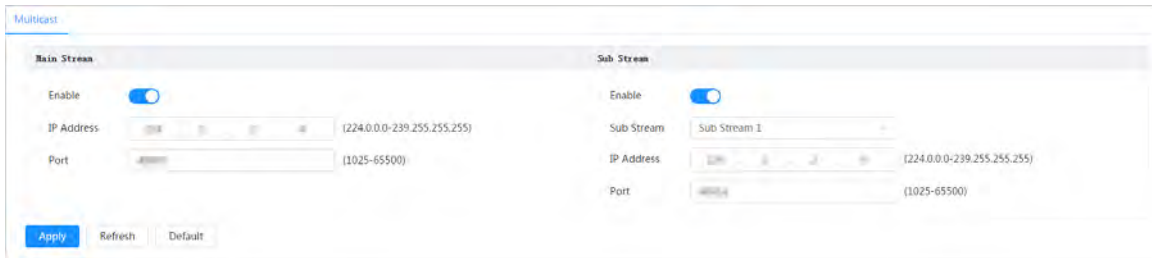 Multicast
Main Stream
Enable
IP Address (224.0.0.0-239.255.255.255)
Port (1025-65500)
Sub Stream
Enable
Sub Stream Sub Stream 1
IP Address (224.0.0.0-239.255.255.255)
Port (1025-65500)
Apply Refresh Default